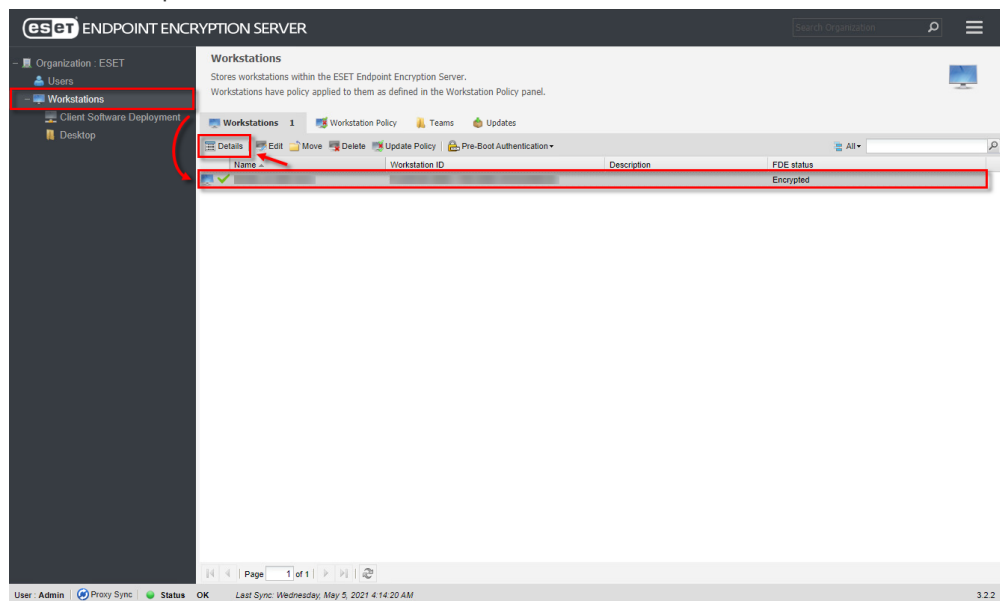 eseT ENDPOINT ENCRYPTION SERVER
Search Organization
Organization : ESET
Users
Workstations
Client Software Deployment
Desktop
Workstations
Stores workstations within the ESET Endpoint Encryption Server.
Workstations have policy applied to them as defined in the Workstation Policy panel.
Workstations 1 Workstation Policy Teams Updates
Details Edit Move Delete Update Policy Pre-Boot Authentication All
Name Workstation ID Description FDE status
Encrypted
Page 1 of 1
User : Admin Proxy Sync Status OK Last Sync: Wednesday, May 5, 2021 4:14:20 AM 3.2.2